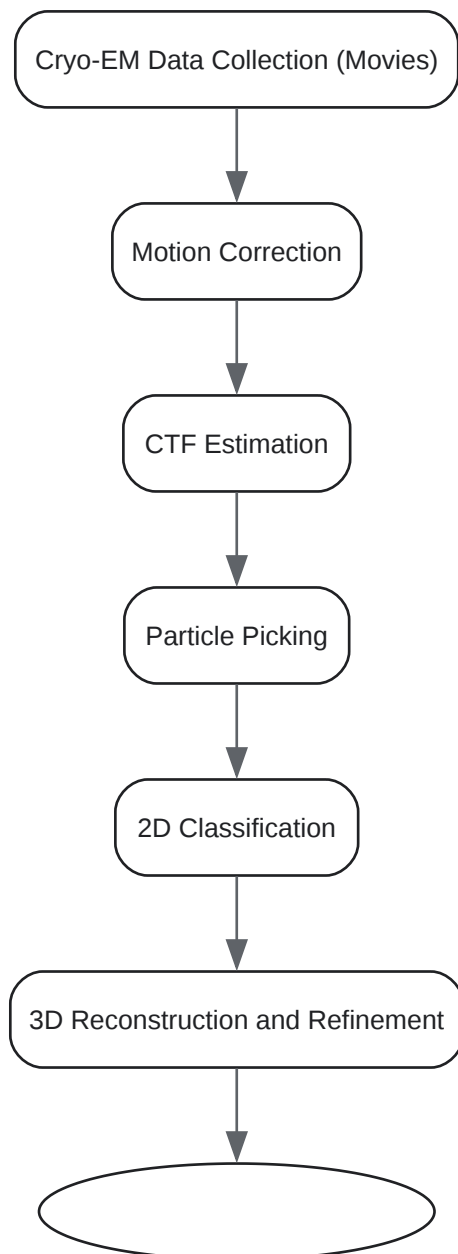 Cryo-EM Data Collection (Movies)
Motion Correction
CTF Estimation
Particle Picking
2D Classification
3D Reconstruction and Refinement